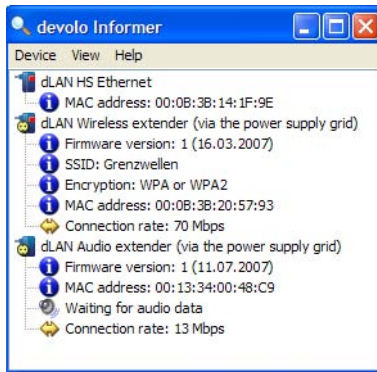 devolo Informer
Device View Help
dLAN HS Ethernet
MAC address: 00:0B:3B:14:1F:9E
dLAN Wireless extender (via the power supply grid)
Firmware version: 1 (16.03.2007)
SSID: Grenzwellen
Encryption: WPA or WPA2
MAC address: 00:0B:3B:20:57:93
Connection rate: 70 Mbps
dLAN Audio extender (via the power supply grid)
Firmware version: 1 (11.07.2007)
MAC address: 00:13:34:00:48:C9
Waiting for audio data
Connection rate: 13 Mbps